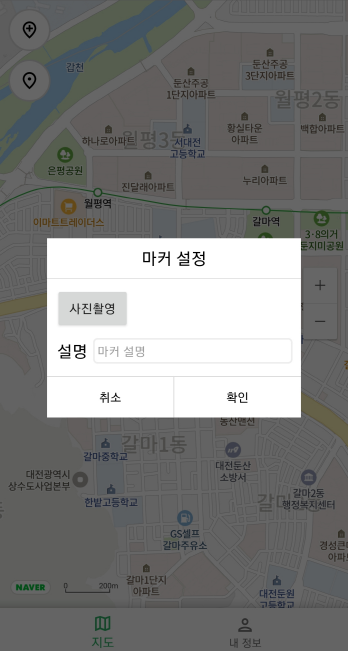 갑천
둔산주공
3단지아파트
둔산주공
1단지아파트
월평2동
하나로아파트
월평3동
서대전
고등학교
황실타운
아파트
백합아파트
은평공원
진달래아파트
누리아파트
월평역
이마트트레이더스
갈마역
3·8의거
둔지미공원
마커 설정
사진촬영
설명
마커 설명
취소
확인
동산맨션
갈마1동
갈마중학교
대전둔산
소방서
대전광역시
상수도사업본부
한밭고등학교
갈마2동
행정복지센터
GS셀프
갈마주유소
경성큰
아파
갈마1단지
아파트
대전둔원
고등학교
NAVER
0
200m
지도
내 정보